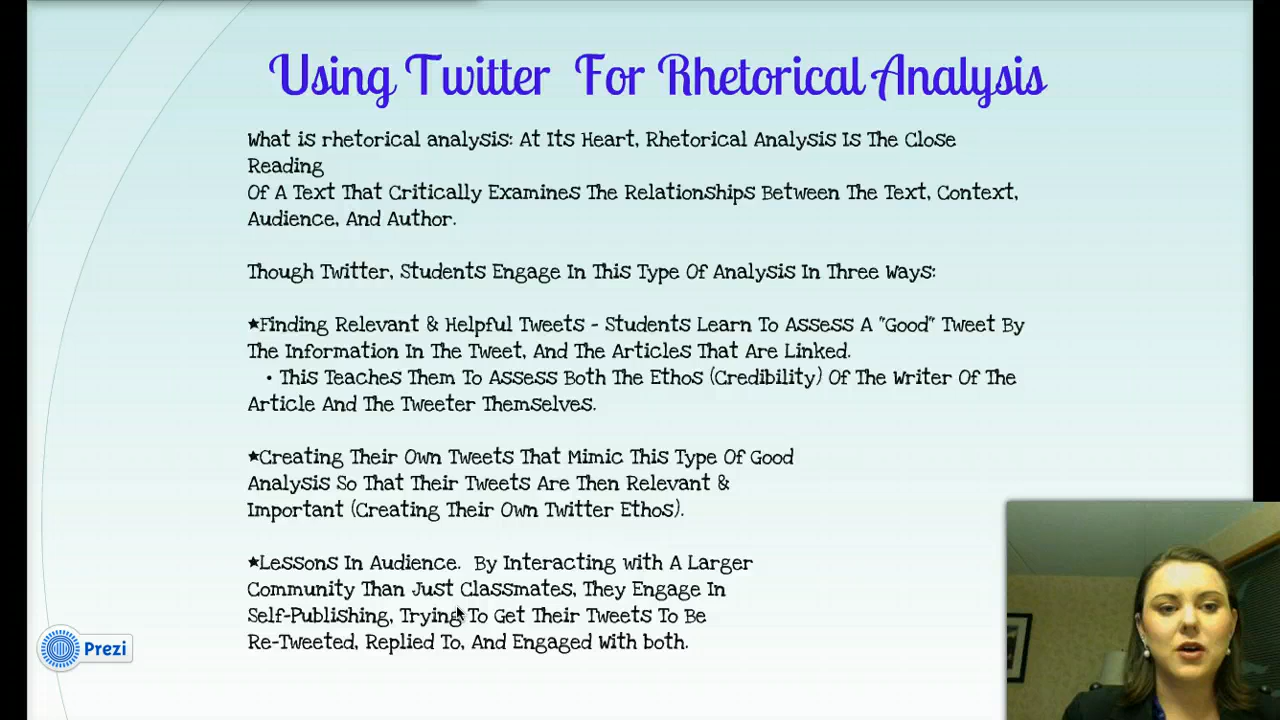 Using Twitter For Rhetorical Analysis
What is rhetorical analysis: At Its Heart, Rhetorical Analysis Is The Close
Reading
Of A Text That Critically Examines The Relationships Between The Text, Context,
Audience, And Author.
Though Twitter, Students Engage In This Type Of Analysis In Three Ways:
★Finding Relevant & Helpful Tweets - Students Learn To Assess A "Good" Tweet By
The Information In The Tweet, And The Articles That Are Linked.
• This Teaches Them To Assess Both The Ethos (Credibility) Of The Writer Of The
Article And The Tweeter Themselves.
★Creating Their Own Tweets That Mimic This Type Of Good
Analysis So That Their Tweets Are Then Relevant &
Important (Creating Their Own Twitter Ethos).
★Lessons In Audience. By Interacting with A Larger
Community Than Just Classmates, They Engage In
Self-Publishing, Trying To Get Their Tweets To Be
Re-Tweeted, Replied To, And Engaged With both.
Prezi